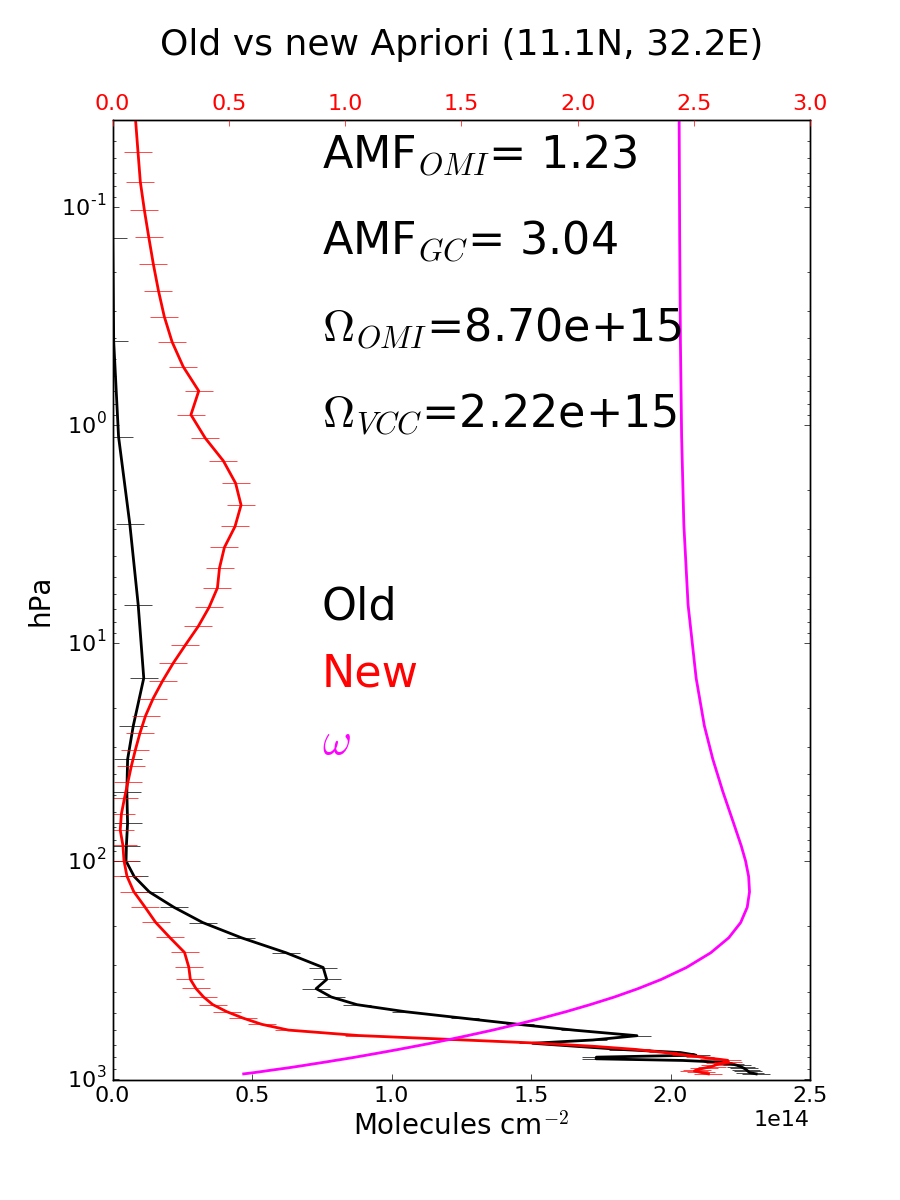 Old vs new Apriori (11.1N, 32.2E)
0.0 0.5 1.0 1.5 2.0 2.5 3.0
AMF_OMI= 1.23
10^-1
AMF_GC= 3.04
Ω_OMI=8.70e+15
Ω_VCC=2.22e+15
10^0
Old
hPa
10^1
New
ω
10^2
10^3
0.0 0.5 1.0 1.5 2.0 2.5
1e14
Molecules cm^−2